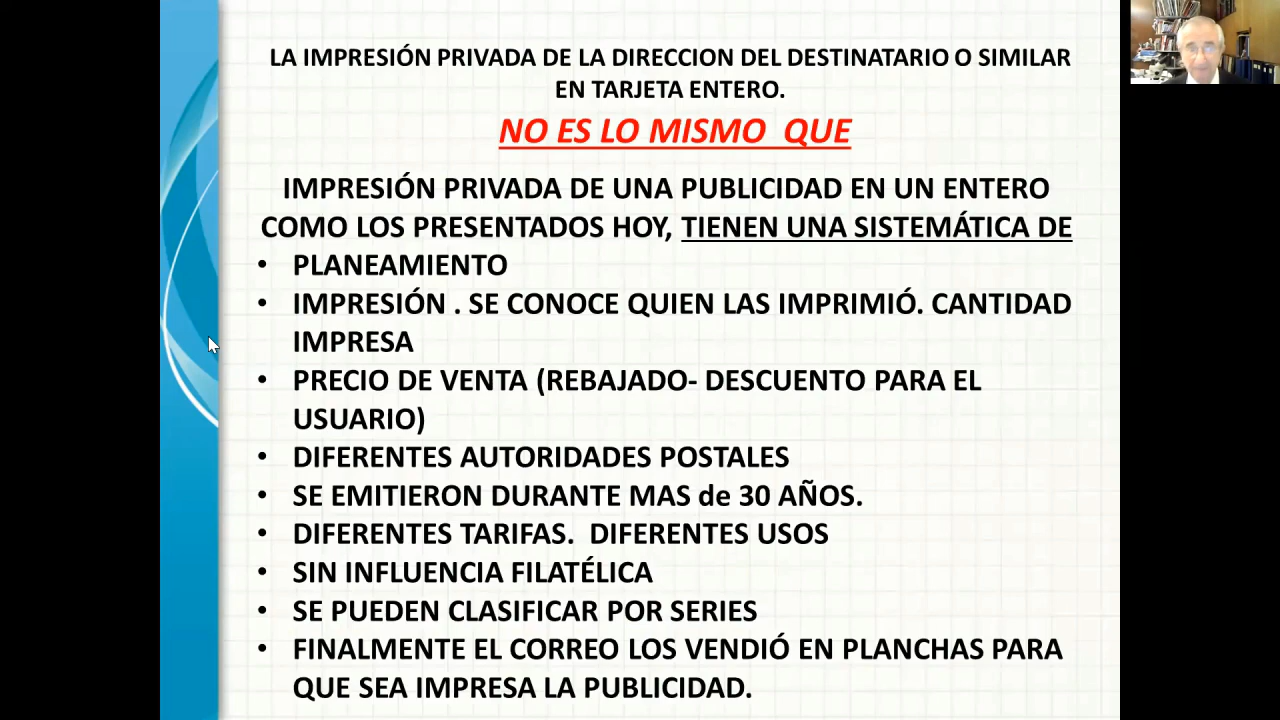 LA IMPRESIÓN PRIVADA DE LA DIRECCION DEL DESTINATARIO O SIMILAR
EN TARJETA ENTERO.
NO ES LO MISMO QUE
IMPRESIÓN PRIVADA DE UNA PUBLICIDAD EN UN ENTERO
COMO LOS PRESENTADOS HOY, TIENEN UNA SISTEMÁTICA DE
• PLANEAMIENTO
• IMPRESIÓN . SE CONOCE QUIEN LAS IMPRIMIÓ. CANTIDAD
IMPRESA
• PRECIO DE VENTA (REBAJADO- DESCUENTO PARA EL
USUARIO)
• DIFERENTES AUTORIDADES POSTALES
• SE EMITIERON DURANTE MAS de 30 AÑOS.
• DIFERENTES TARIFAS. DIFERENTES USOS
• SIN INFLUENCIA FILATÉLICA
• SE PUEDEN CLASIFICAR POR SERIES
• FINALMENTE EL CORREO LOS VENDIÓ EN PLANCHAS PARA
QUE SEA IMPRESA LA PUBLICIDAD.